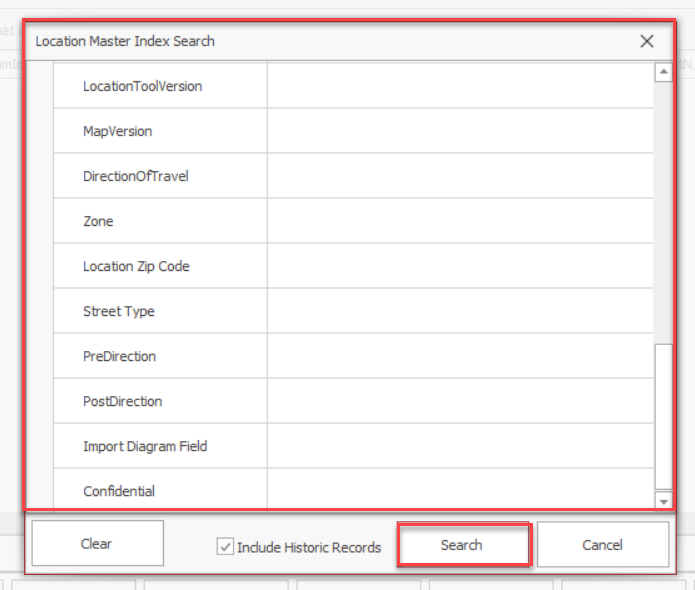 Location Master Index Search
LocationToolVersion
MapVersion
DirectionOfTravel
Zone
Location Zip Code
Street Type
PreDirection
PostDirection
Import Diagram Field
Confidential
Clear
Include Historic Records
Search
Cancel